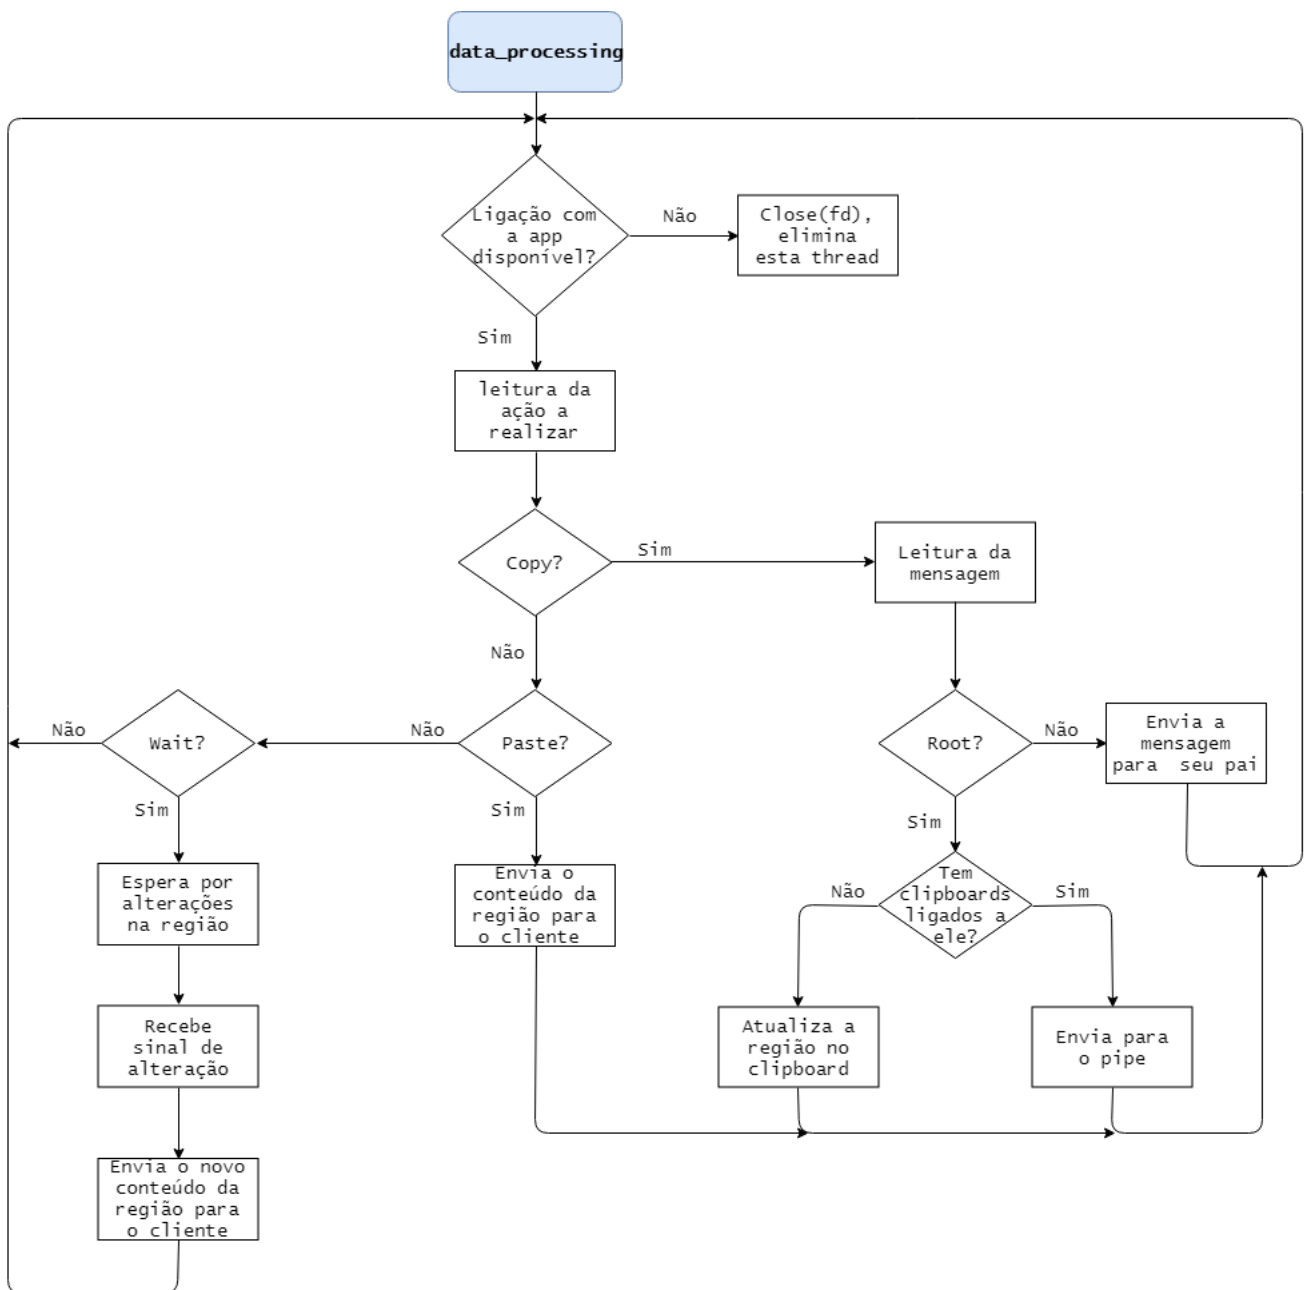 data_processing
Ligação com
a app
disponível?
Não
Close(fd),
elimina
esta thread
Sim
leitura da
ação a
realizar
Copy?
Sim
Leitura da
mensagem
Não
Não
Wait?
Não
Paste?
Root?
Não
Envia a
mensagem
para  seu pai
Sim
Sim
Sim
Espera por
alterações
na região
Envia o
conteúdo da
região para
o cliente
Não
Tem
clipboards
ligados a
ele?
Sim
Recebe
sinal de
alteração
Atualiza a
região no
clipboard
Envia para
o pipe
Envia o novo
conteúdo da
região para
o cliente